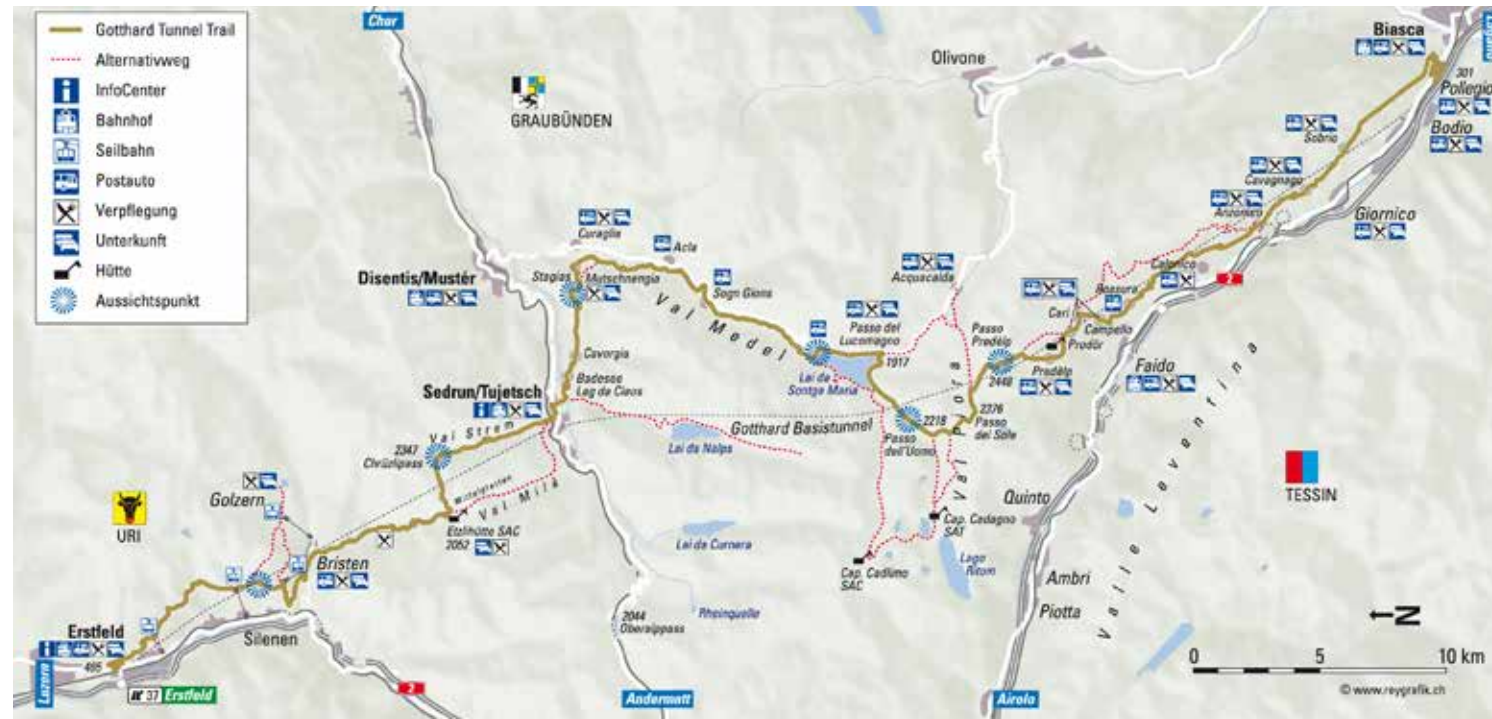 Gotthard Tunnel Trail
Alternativweg
InfoCenter
Bahnhof
Seilbahn
Postauto
Verpflegung
Unterkunft
Hütte
Aussichtspunkt
Chur
GRAUBÜNDEN
Olivone
Biasca
Lugano
301
Pollegio
Bodio
Sobrio
Cavagnago
Anzonico
Giornico
Calonico
2
Curaglia
Acla
Disentis/Mustér
Stagias
Mutschnengia
Sogn Gions
Val Medel
Acquacalda
Passo del
Lucomagno
1917
Passo
Predèlp
2448
Cari
Campello
Prodör
Predèlp
Faido
Cavorgia
Badesee
Lag da Claus
Sedrun/Tujetsch
Lai da
Sontga Maria
2218
Passo
dell'Uomo
2376
Passo
del Sole
Val Piora
Val Strem
2347
Chrüzlipass
Gotthard Basistunnel
Lai da Nalps
Mittelplatten
Val Milà
Valle Leventina
TESSIN
URI
Golzern
Etzlihütte SAC
2052
Quinto
Cap. Cadagno
SAT
Bristen
Lai da Curnera
Cap. Cadlimo
SAC
Lago
Ritom
Ambrì
Piotta
Rheinquelle
2044
Oberalppass
Erstfeld
Silenen
N
0 5 10 km
Luzern
37 Erstfeld
2
Andermatt
Airolo
© www.reygrafik.ch